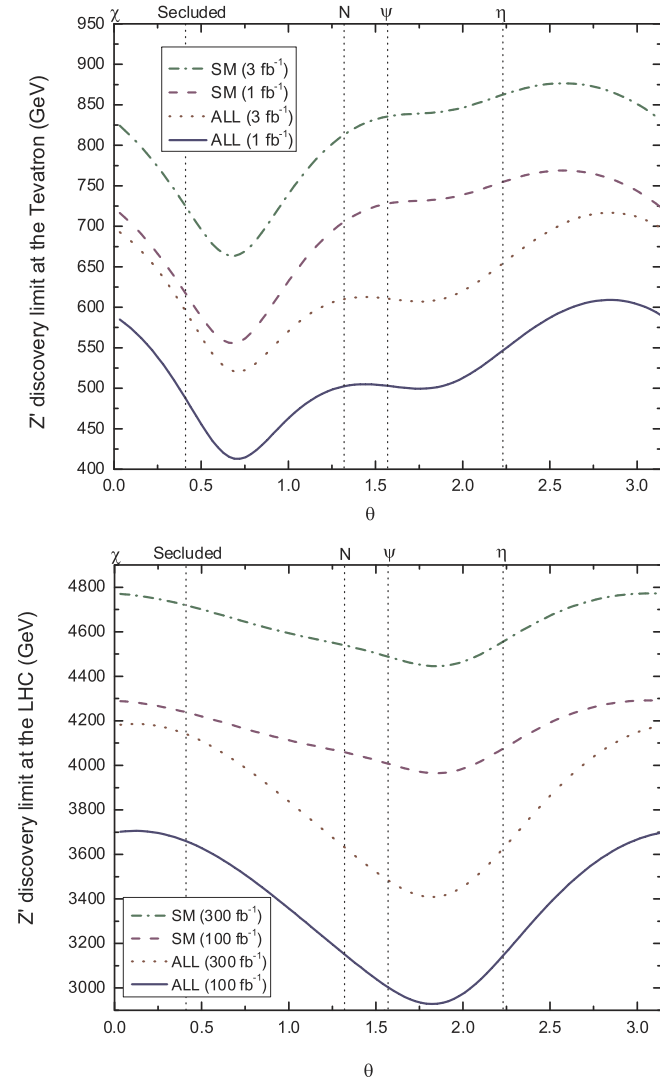 χ Secluded N ψ η
950
900
850
800
750
700
650
600
550
500
450
400
Z' discovery limit at the Tevatron (GeV)
SM (3 fb⁻¹)
SM (1 fb⁻¹)
ALL (3 fb⁻¹)
ALL (1 fb⁻¹)
0.0 0.5 1.0 1.5 2.0 2.5 3.0
θ
χ Secluded N ψ η
4800
4600
4400
4200
4000
3800
3600
3400
3200
3000
Z' discovery limit at the LHC (GeV)
SM (300 fb⁻¹)
SM (100 fb⁻¹)
ALL (300 fb⁻¹)
ALL (100 fb⁻¹)
0.0 0.5 1.0 1.5 2.0 2.5 3.0
θ